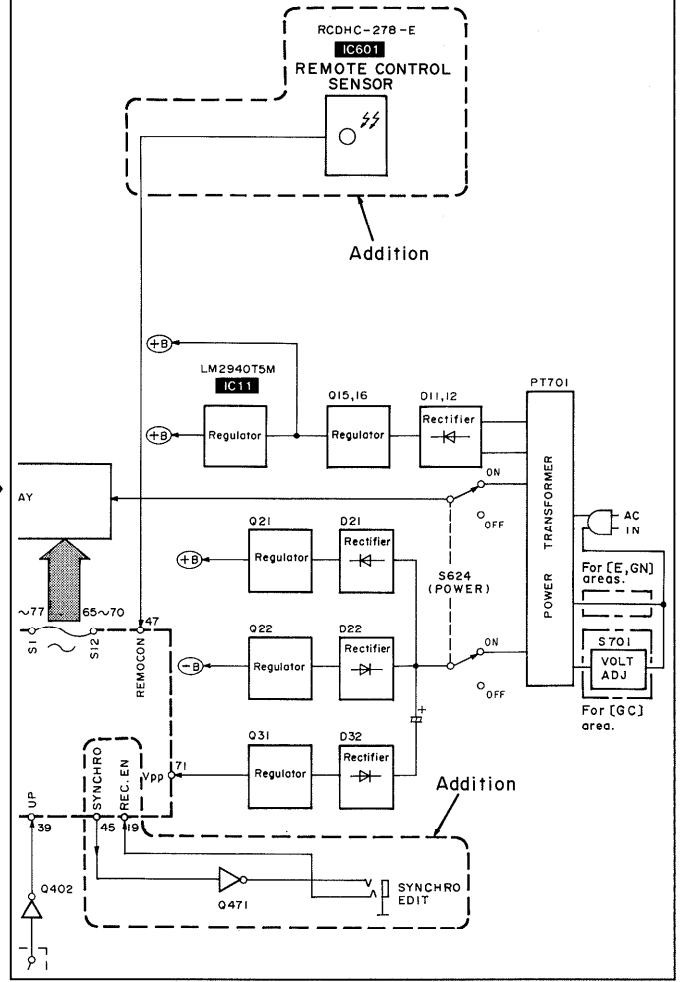 RCDHC-278-E
IC601
REMOTE CONTROL
SENSOR
Addition
+B
LM2940T5M
IC11
PT701
Q15,16
D11,12
+B
Regulator
Regulator
Rectifier
ON
AY
OFF
POWER TRANSFORMER
AC
IN
Q21
D21
Rectifier
+B
Regulator
S624
(POWER)
For [E,GN]
areas.
~77
65~70
47
S1
~
S12
REMOCON
Q22
D22
Rectifier
-B
Regulator
ON
OFF
S701
VOLT
ADJ
For [GC]
area.
+
Q31
D32
Rectifier
Vpp
71
Regulator
Addition
UP
SYNCHRO
REC.EN
39
45
19
Q402
Q471
SYNCHRO
EDIT